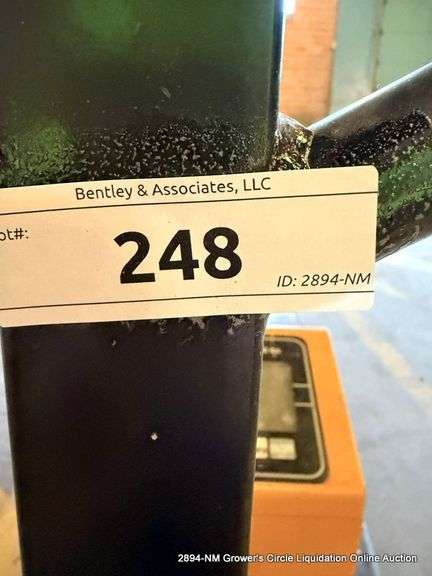 Bentley & Associates, LLC
ot#:
248
ID: 2894-NM
2894-NM Grower's Circle Liquidation Online Auction